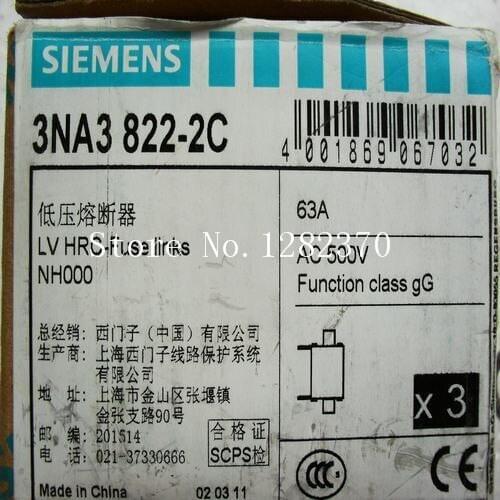 SIEMENS
3NA3 822-2C
4 001869 067032
低压熔断器
LV HRC-fuse links
NH000
63A
AC 500V
Function class gG
Store No. 1282370
总经销: 西门子 (中国) 有限公司
生产商: 上海西门子线路保护系统
有限公司
地 址: 上海市金山区张堰镇
金张支路90号
邮 编: 201514
电 话: 021-37330666
Made in China
02 03 11
合格证
SCPS检
CCC
x 3